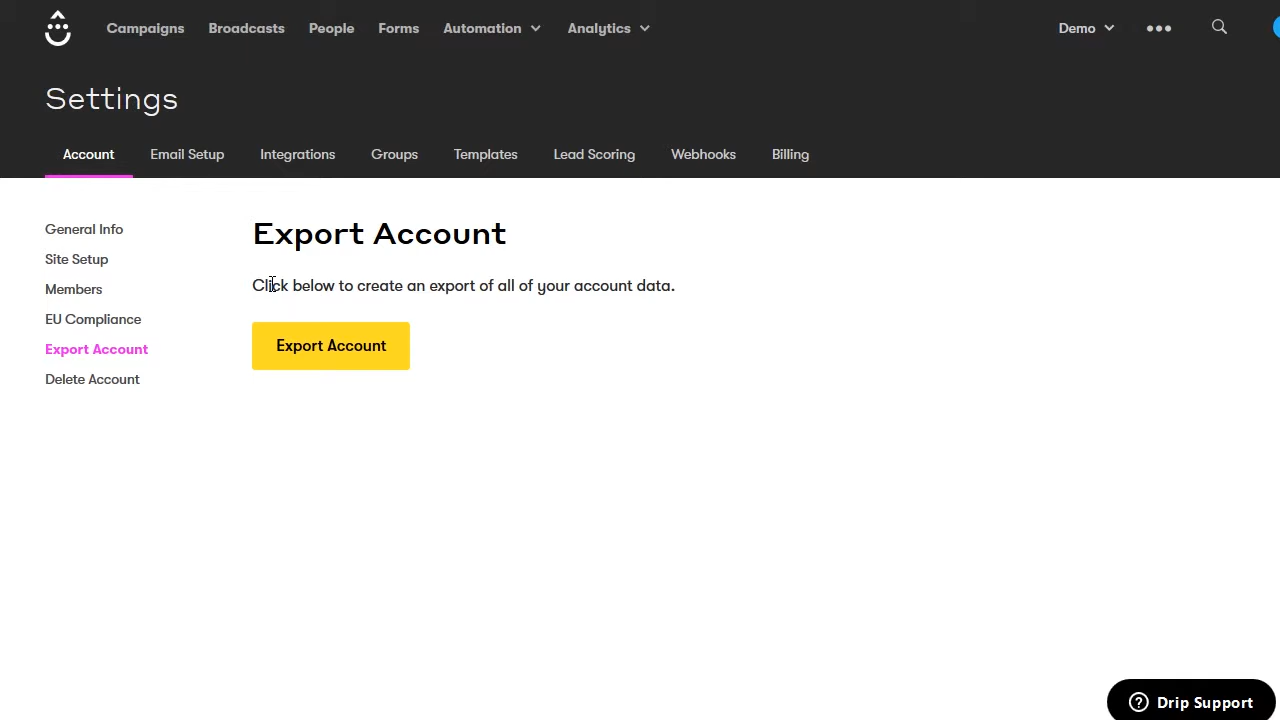 Campaigns Broadcasts People Forms Automation Analytics Demo
Settings
Account Email Setup Integrations Groups Templates Lead Scoring Webhooks Billing
General Info
Site Setup
Members
EU Compliance
Export Account
Delete Account
Export Account
Click below to create an export of all of your account data.
Export Account
Drip Support